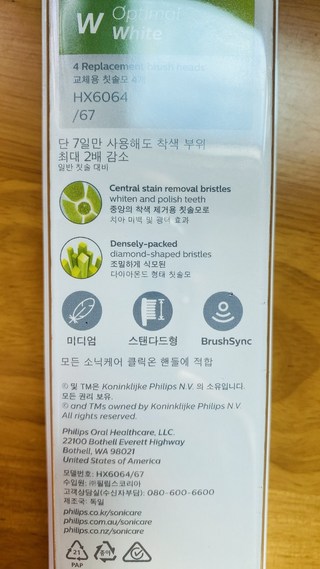 W Optimal
White
4 Replacement brush heads
교체용 칫솔모 4
HX6064
/67
단 7일만 사용해도 착색 부위
최대 2배 감소
일반 칫솔 대비
Central stain removal bristles
whiten and polish teeth
중앙의 착색 제거용 칫솔모로
치아 미백 및 광택 효과
Densely-packed
diamond-shaped bristles
조밀하게 식모된
다이아몬드 형태 칫솔모
미디엄 스탠다드형 BrushSync
모든 소닉케어 클릭온 핸들에 적합
© 및 TM은 Koninklijke Philips N.V. 의 소유입니다.
모든 권리 보유.
© and TMs owned by Koninklijke Philips N.V.
All rights reserved.
Philips Oral Healthcare, LLC.
22100 Bothell Everett Highway
Bothell, WA 98021
United States of America
모델번호: HX6064/67
수입원: ㈜필립스코리아
고객상담실(수신자부담): 080-600-6600
제조국: 독일
philips.co.kr/sonicare
philips.com.au/sonicare
philips.co.nz/sonicare
21 종이
PAP